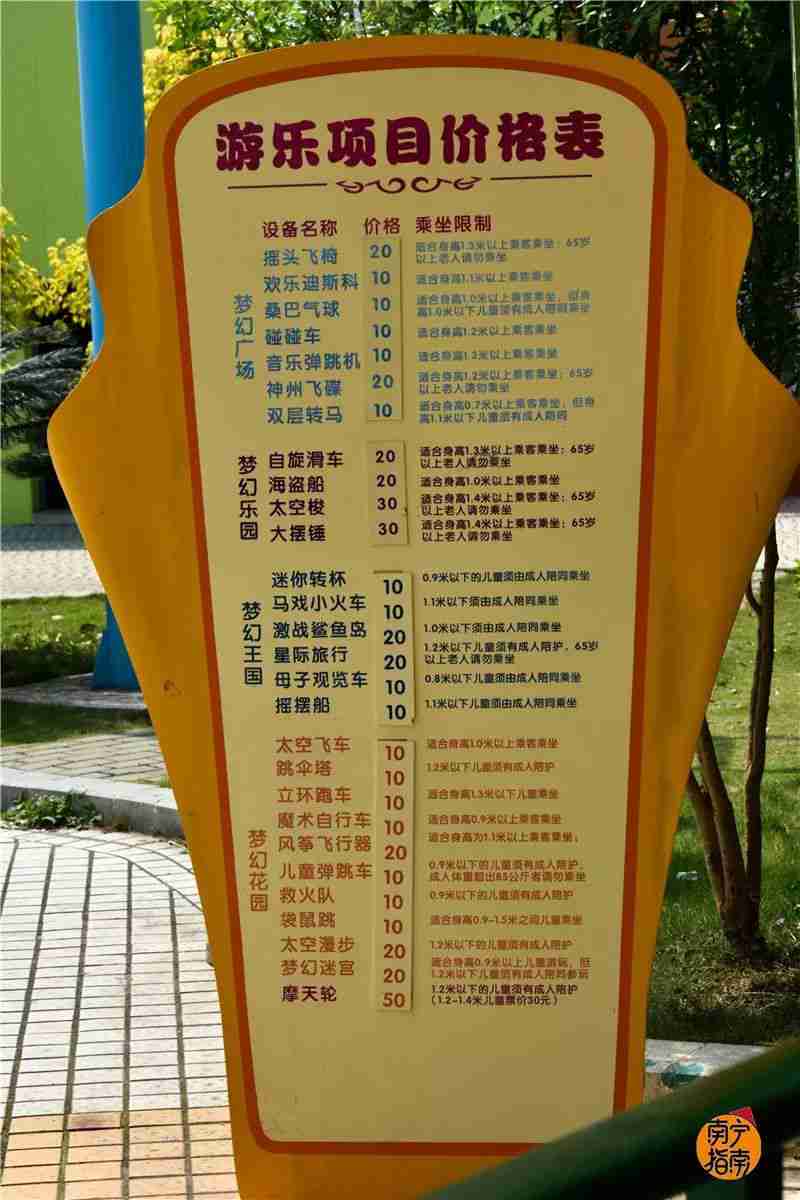 游乐项目价格表
设备名称 价格 乘坐限制
梦幻广场
摇头飞椅 20 适合身高1.3米以上乘客乘坐；65岁
以上老人请勿乘坐
欢乐迪斯科 10 适合身高1.1米以上乘客乘坐
桑巴气球 10 适合身高1.0米以上乘客乘坐，但身
高1.0米以下儿童须有成人陪同乘坐
碰碰车 10 适合身高1.2米以上乘客乘坐
音乐弹跳机 10 适合身高1.3米以上乘客乘坐
神州飞碟 20 适合身高1.2米以上乘客乘坐；65岁
以上老人请勿乘坐
双层转马 10 适合身高0.7米以上乘客乘坐，但身
高1.1米以下儿童须有成人陪同
梦幻乐园
自旋滑车 20 适合身高1.3米以上乘客乘坐；65岁
以上老人请勿乘坐
海盗船 20 适合身高1.0米以上乘客乘坐
太空梭 30 适合身高1.4米以上乘客乘坐；65岁
以上老人请勿乘坐
大摆锤 30 适合身高1.4米以上乘客乘坐；65岁
以上老人请勿乘坐
梦幻王国
迷你转杯 10 0.9米以下的儿童须由成人陪同乘坐
马戏小火车 10 1.1米以下须由成人陪同乘坐
激战鲨鱼岛 20 1.0米以下须由成人陪同乘坐
星际旅行 20 1.2米以下儿童须有成人陪护，65岁
以上老人请勿乘坐
母子观览车 10 0.8米以下儿童须由成人陪同乘坐
摇摆船 10 1.1米以下儿童须由成人陪同乘坐
梦幻花园
太空飞车 10 适合身高1.0米以上乘客乘坐
跳伞塔 10 1.2米以下儿童须有成人陪护
立环跑车 10 适合身高1.3米以下儿童乘坐
魔术自行车 10 适合身高0.9米以上乘客乘坐
风筝飞行器 20 适合身高为1.1米以上乘客乘坐；
儿童弹跳车 10 0.9米以下的儿童须有成人陪护，
成人体重超出85公斤者请勿乘坐
救火队 10 0.9米以下的儿童须有成人陪护
袋鼠跳 10 适合身高0.9-1.5米之间儿童乘坐
太空漫步 20 1.2米以下的儿童须有成人陪护
梦幻迷宫 20 适合身高0.9米以上儿童游玩，但
1.2米以下儿童须有成人陪同参玩
摩天轮 50 1.2米以下的儿童须有成人陪护
（1.2-1.4米儿童票价30元）
南宁
指南